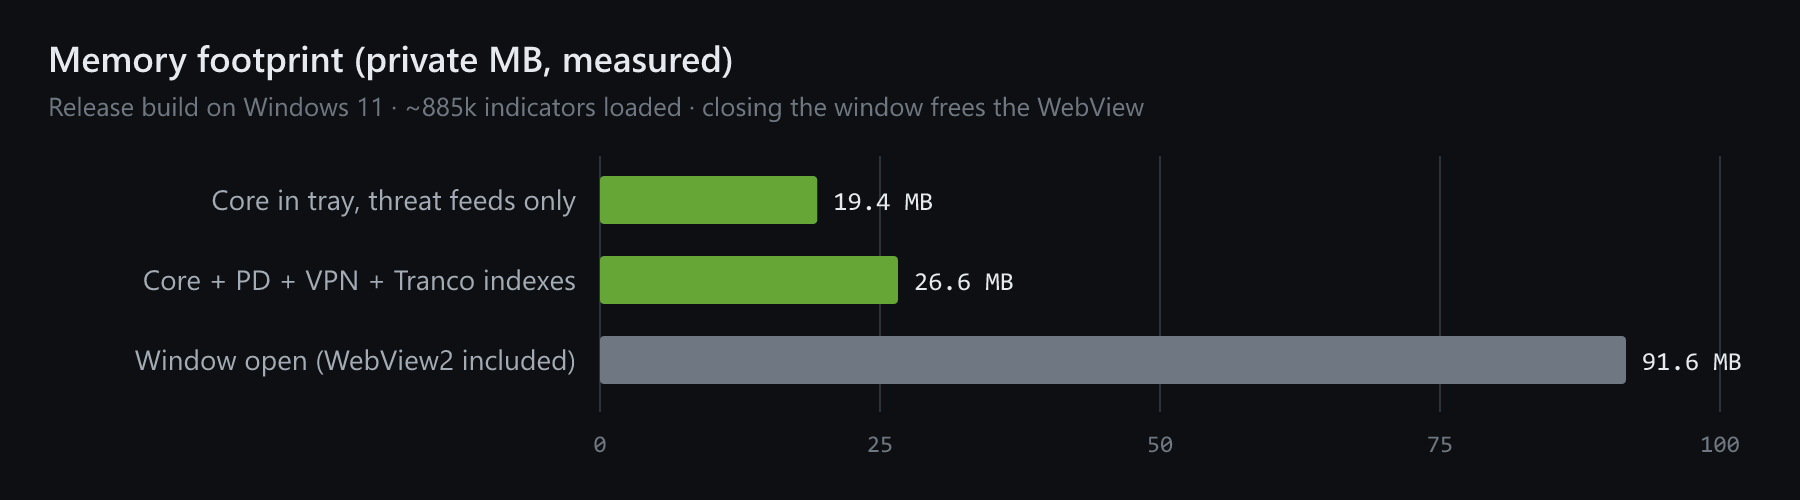 Memory footprint (private MB, measured)
Release build on Windows 11 · ~885k indicators loaded · closing the window frees the WebView
Core in tray, threat feeds only
19.4 MB
Core + PD + VPN + Tranco indexes
26.6 MB
Window open (WebView2 included)
91.6 MB
0
25
50
75
100